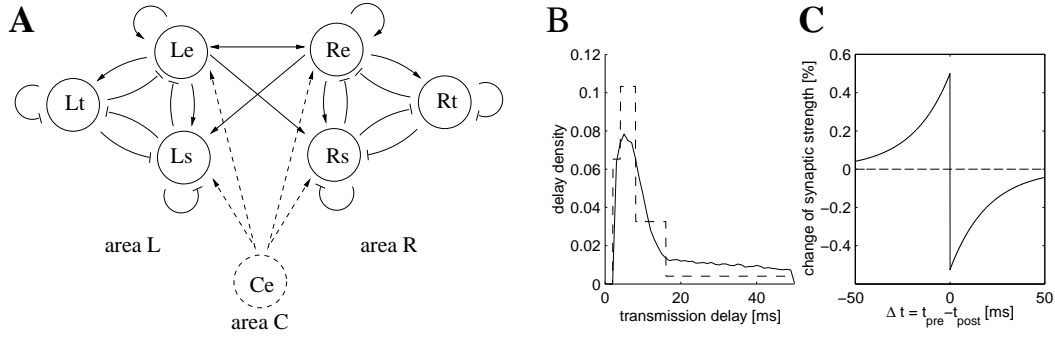 A
Le
Re
Lt
Rt
Ls
Rs
area L
area R
Ce
area C
B
0.12
0.1
0.08
0.06
0.04
0.02
0
delay density
0
20
40
transmission delay [ms]
C
0.6
0.4
0.2
0
−0.2
−0.4
change of synaptic strength [%]
−50
0
50
Δ t = t_pre−t_post [ms]